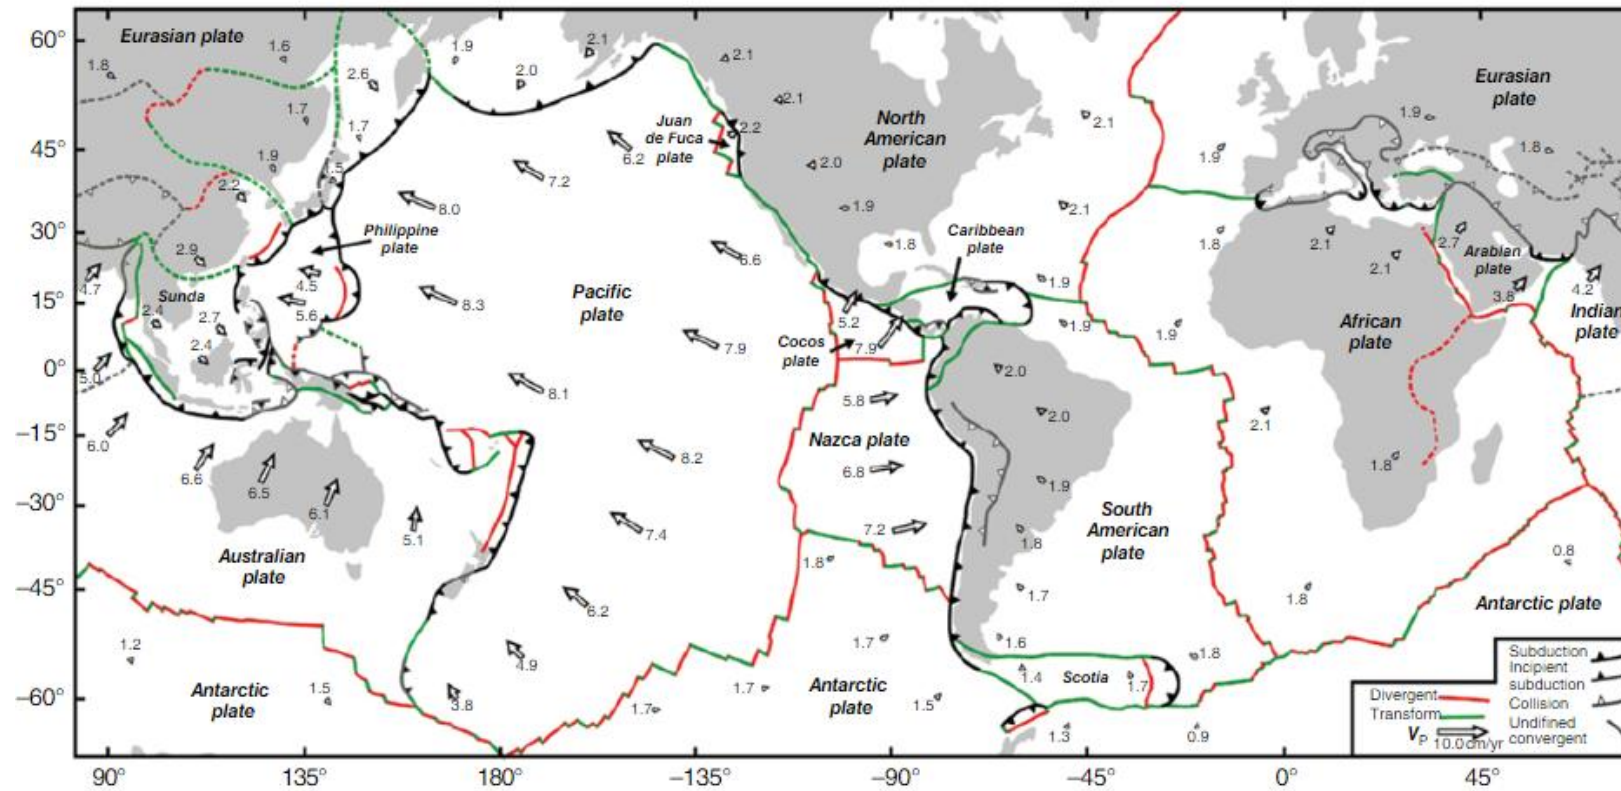 60°
45°
30°
15°
0°
−15°
−30°
−45°
−60°
90°
135°
180°
−135°
−90°
−45°
0°
45°
Eurasian plate
1.6
1.8
1.9
2.6
2.0
2.1
2.1
2.1
1.7
1.7
1.9
2.2
2.9
.5
Juan
de Fuca
plate
2.2
North
American
plate
2.0
1.9
1.8
2.1
2.1
1.9
1.9
Eurasian
plate
1.9
1.9
1.8
1.8
6.2
7.2
8.0
6.6
8.3
7.9
8.1
8.2
7.4
6.2
4.9
3.8
Philippine
plate
4.5
5.6
Pacific
plate
Sunda
2.4
2.7
2.4
4.7
5.0
6.0
6.6
6.5
6.1
5.1
Australian
plate
Caribbean
plate
5.2
7.9
Cocos
plate
5.8
Nazca plate
6.8
7.2
2.0
2.0
1.9
1.8
1.7
1.6
South
American
plate
2.1
2.1
2.7
Arabian
plate
3.8
4.2
Indian
plate
African
plate
1.9
2.1
1.8
1.8
0.8
Antarctic plate
1.2
1.5
Antarctic
plate
1.7
1.7
1.8
1.7
1.5
Antarctic
plate
1.4
Scotia
1.7
1.8
1.3
0.9
Divergent
Transform
V P 10.0 cm/yr
Subduction
Incipient
subduction
Collision
Undifined
convergent